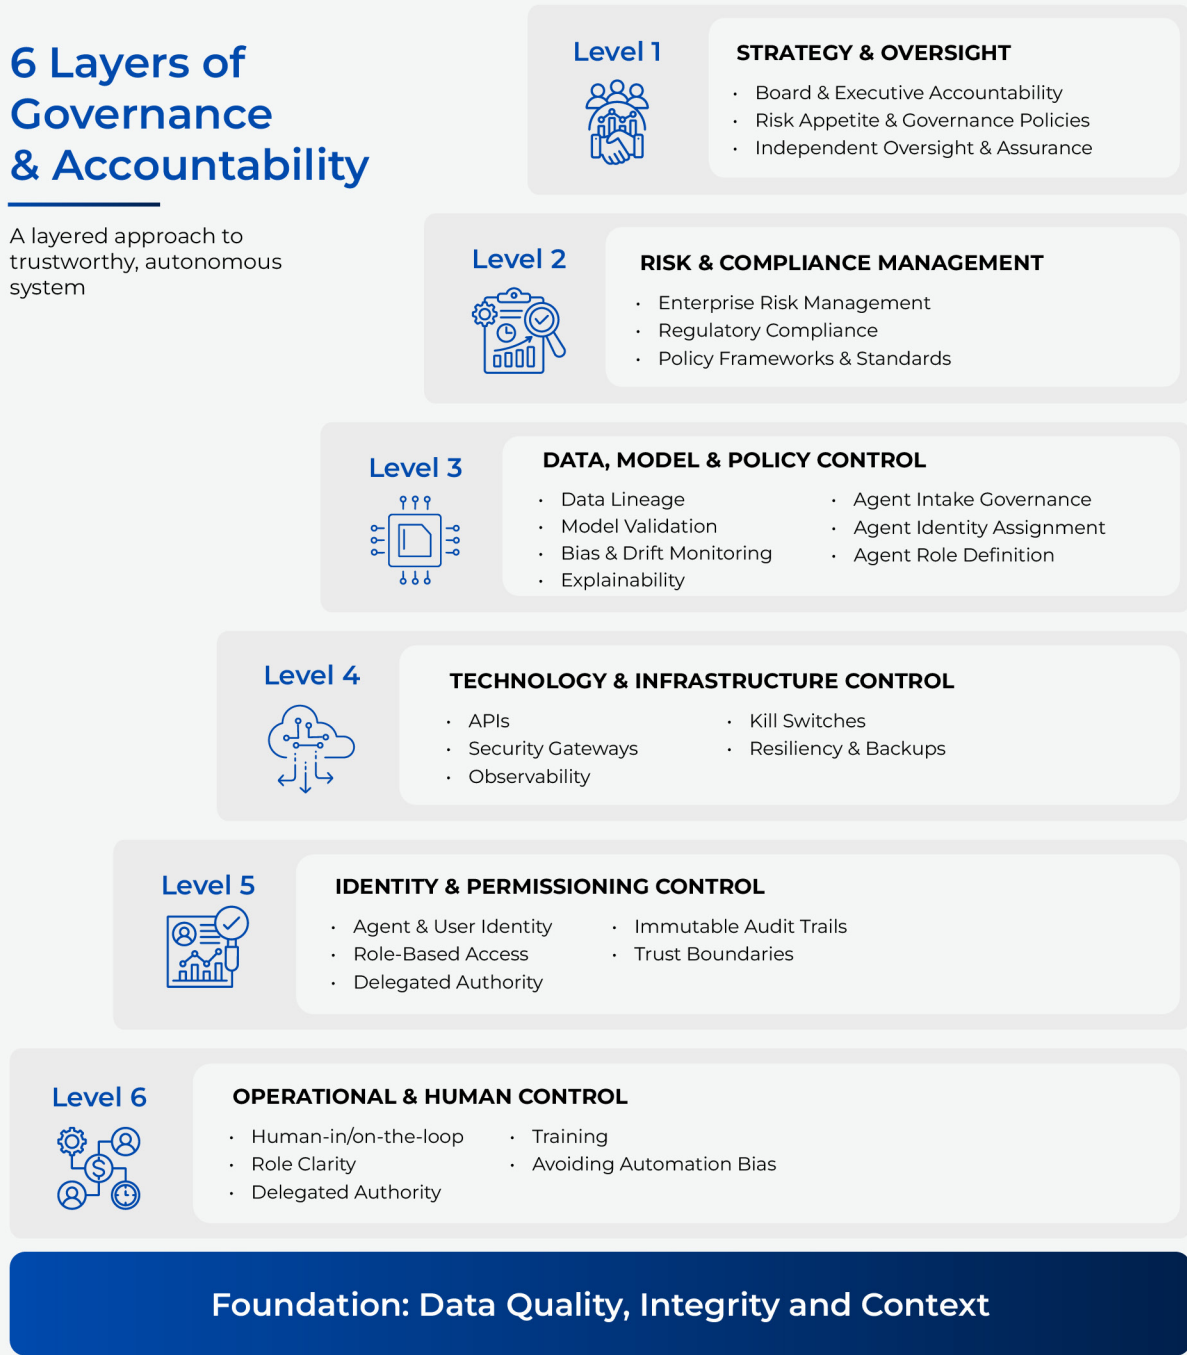 6 Layers of
Governance
& Accountability
A layered approach to
trustworthy, autonomous
system
Level 1
STRATEGY & OVERSIGHT
• Board & Executive Accountability
• Risk Appetite & Governance Policies
• Independent Oversight & Assurance
Level 2
RISK & COMPLIANCE MANAGEMENT
• Enterprise Risk Management
• Regulatory Compliance
• Policy Frameworks & Standards
Level 3
DATA, MODEL & POLICY CONTROL
• Data Lineage
• Model Validation
• Bias & Drift Monitoring
• Explainability
• Agent Intake Governance
• Agent Identity Assignment
• Agent Role Definition
Level 4
TECHNOLOGY & INFRASTRUCTURE CONTROL
• APIs
• Security Gateways
• Observability
• Kill Switches
• Resiliency & Backups
Level 5
IDENTITY & PERMISSIONING CONTROL
• Agent & User Identity
• Role-Based Access
• Delegated Authority
• Immutable Audit Trails
• Trust Boundaries
Level 6
$
OPERATIONAL & HUMAN CONTROL
• Human-in/on-the-loop
• Role Clarity
• Delegated Authority
• Training
• Avoiding Automation Bias
Foundation: Data Quality, Integrity and Context